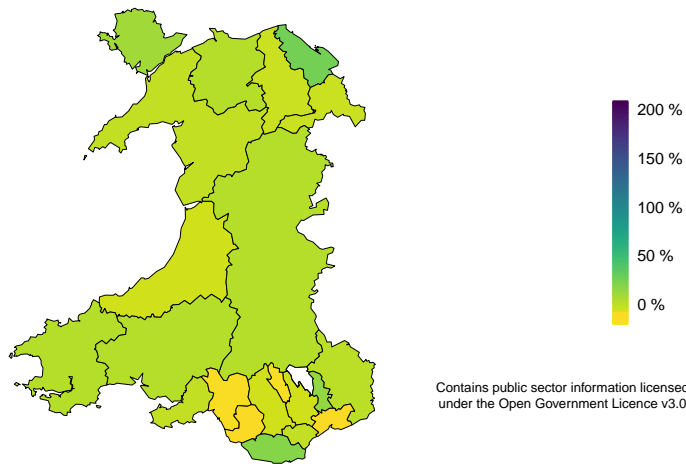 200 %
150 %
100 %
50 %
0 %
Contains public sector information licensed
under the Open Government Licence v3.0